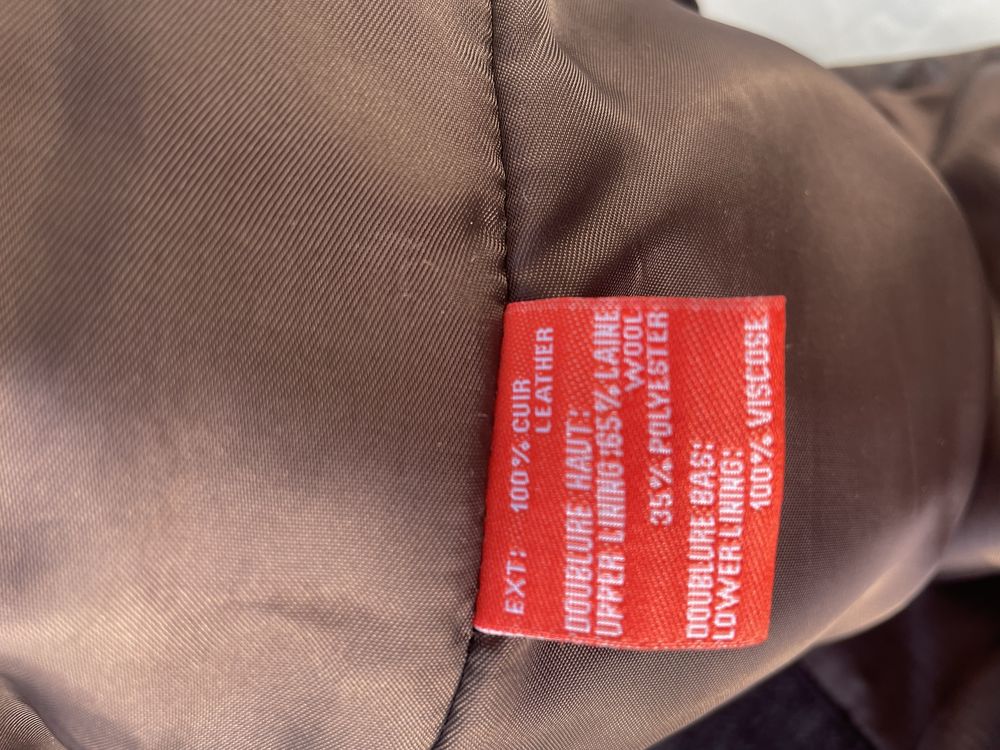 EXT: 100% CUIR
LEATHER
DOUBLURE HAUT:
UPPER LINING:65% LAINE
WOOL
35% POLYESTER
DOUBLURE BAS:
LOWER LINING:
100% VISCOSE